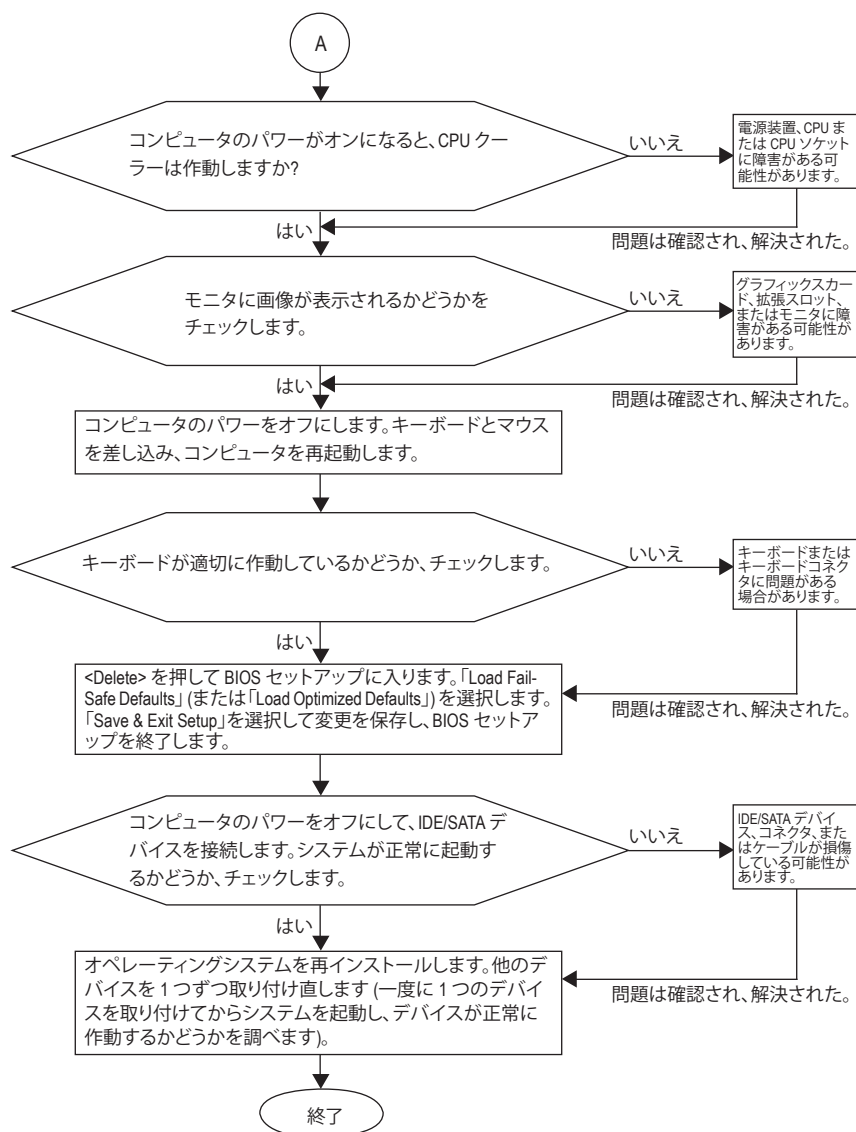 A
コンピュータのパワーがオンになると、CPU クー
ラーは作動しますか?
いいえ
電源装置、CPU ま
たは CPU ソケット
に障害がある可
能性があります。
はい
問題は確認され、解決された。
モニタに画像が表示されるかどうかを
チェックします。
いいえ
グラフィックスカー
ド、拡張スロット、
またはモニタに障
害がある可能性が
あります。
はい
問題は確認され、解決された。
コンピュータのパワーをオフにします。キーボードとマウス
を差し込み、コンピュータを再起動します。
キーボードが適切に作動しているかどうか、チェックします。
いいえ
キーボードまたは
キーボードコネク
タに問題がある
場合があります。
はい
<Delete> を押して BIOS セットアップに入ります。「Load Fail-
Safe Defaults」 (または「Load Optimized Defaults」) を選択します。
「Save & Exit Setup」を選択して変更を保存し、BIOS セットア
ップを終了します。
問題は確認され、解決された。
コンピュータのパワーをオフにして、IDE/SATA デ
バイスを接続します。システムが正常に起動す
るかどうか、チェックします。
いいえ
IDE/SATA デバイ
ス、コネクタ、また
はケーブルが損傷
している可能性が
あります。
はい
オペレーティングシステムを再インストールします。他のデ
バイスを 1 つずつ取り付け直します (一度に 1 つのデバイ
スを取り付けてからシステムを起動し、デバイスが正常に
作動するかどうかを調べます)。
問題は確認され、解決された。
終了